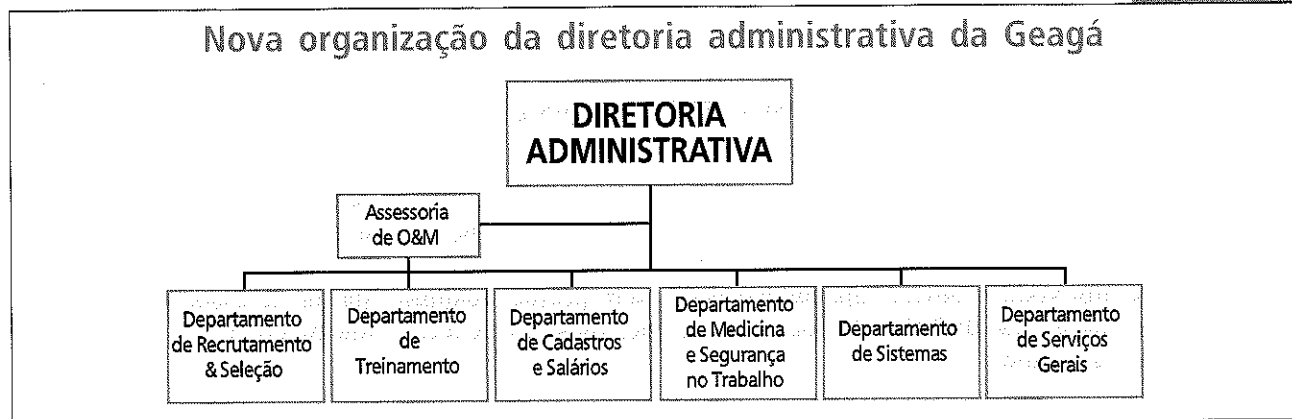 Nova organização da diretoria administrativa da Geagá
DIRETORIA
ADMINISTRATIVA
Assessoria
de O&M
Departamento
de Recrutamento
& Seleção
Departamento
de
Treinamento
Departamento
de Cadastros
e Salários
Departamento
de Medicina
e Segurança
no Trabalho
Departamento
de Sistemas
Departamento
de Serviços
Gerais